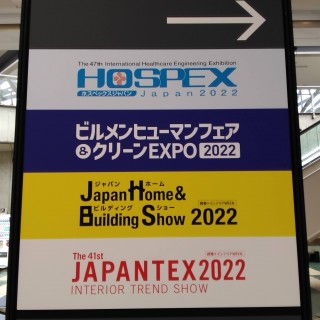 The 47th International Healthcare Engineering Exhibition
HOSPEX
ホスペックスジャパン Japan 2022
ビルメンヒューマンフェア
&クリーンEXPO 2022
ジャパン ホーム
Japan Home &
ビルディング ショー
Building Show 2022
The 41st
JAPANTEX2022
INTERIOR TREND SHOW